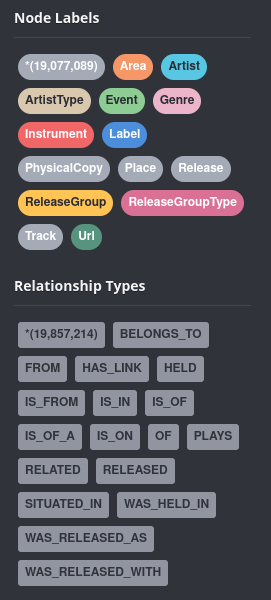 Node Labels
*(19,077,089) Area Artist
ArtistType Event Genre
Instrument Label
PhysicalCopy Place Release
ReleaseGroup ReleaseGroupType
Track Url
Relationship Types
*(19,857,214) BELONGS_TO
FROM HAS_LINK HELD
IS_FROM IS_IN IS_OF
IS_OF_A IS_ON OF PLAYS
RELATED RELEASED
SITUATED_IN WAS_HELD_IN
WAS_RELEASED_AS
WAS_RELEASED_WITH